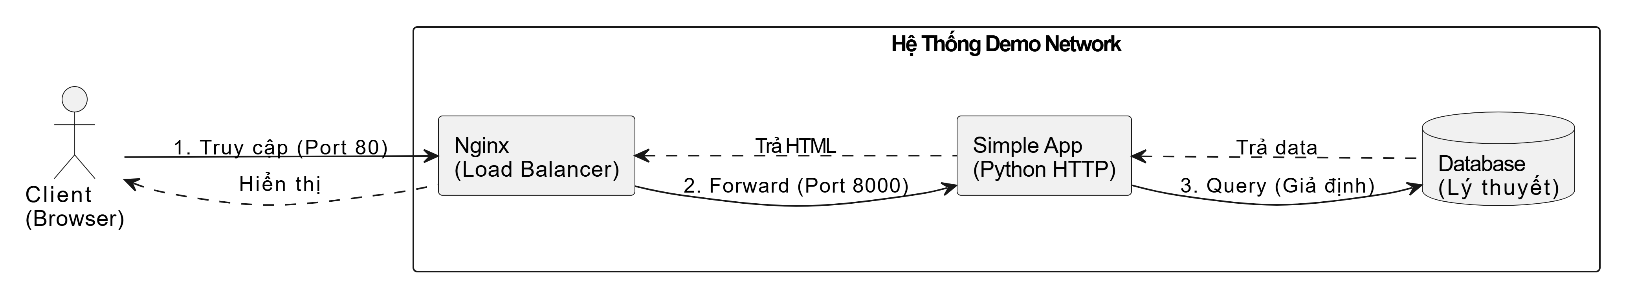 Hệ Thống Demo Network
1. Truy cập (Port 80)
Hiển thị
Client
(Browser)
Nginx
(Load Balancer)
Trả HTML
2. Forward (Port 8000)
Simple App
(Python HTTP)
Trả data
3. Query (Giả định)
Database
(Lý thuyết)